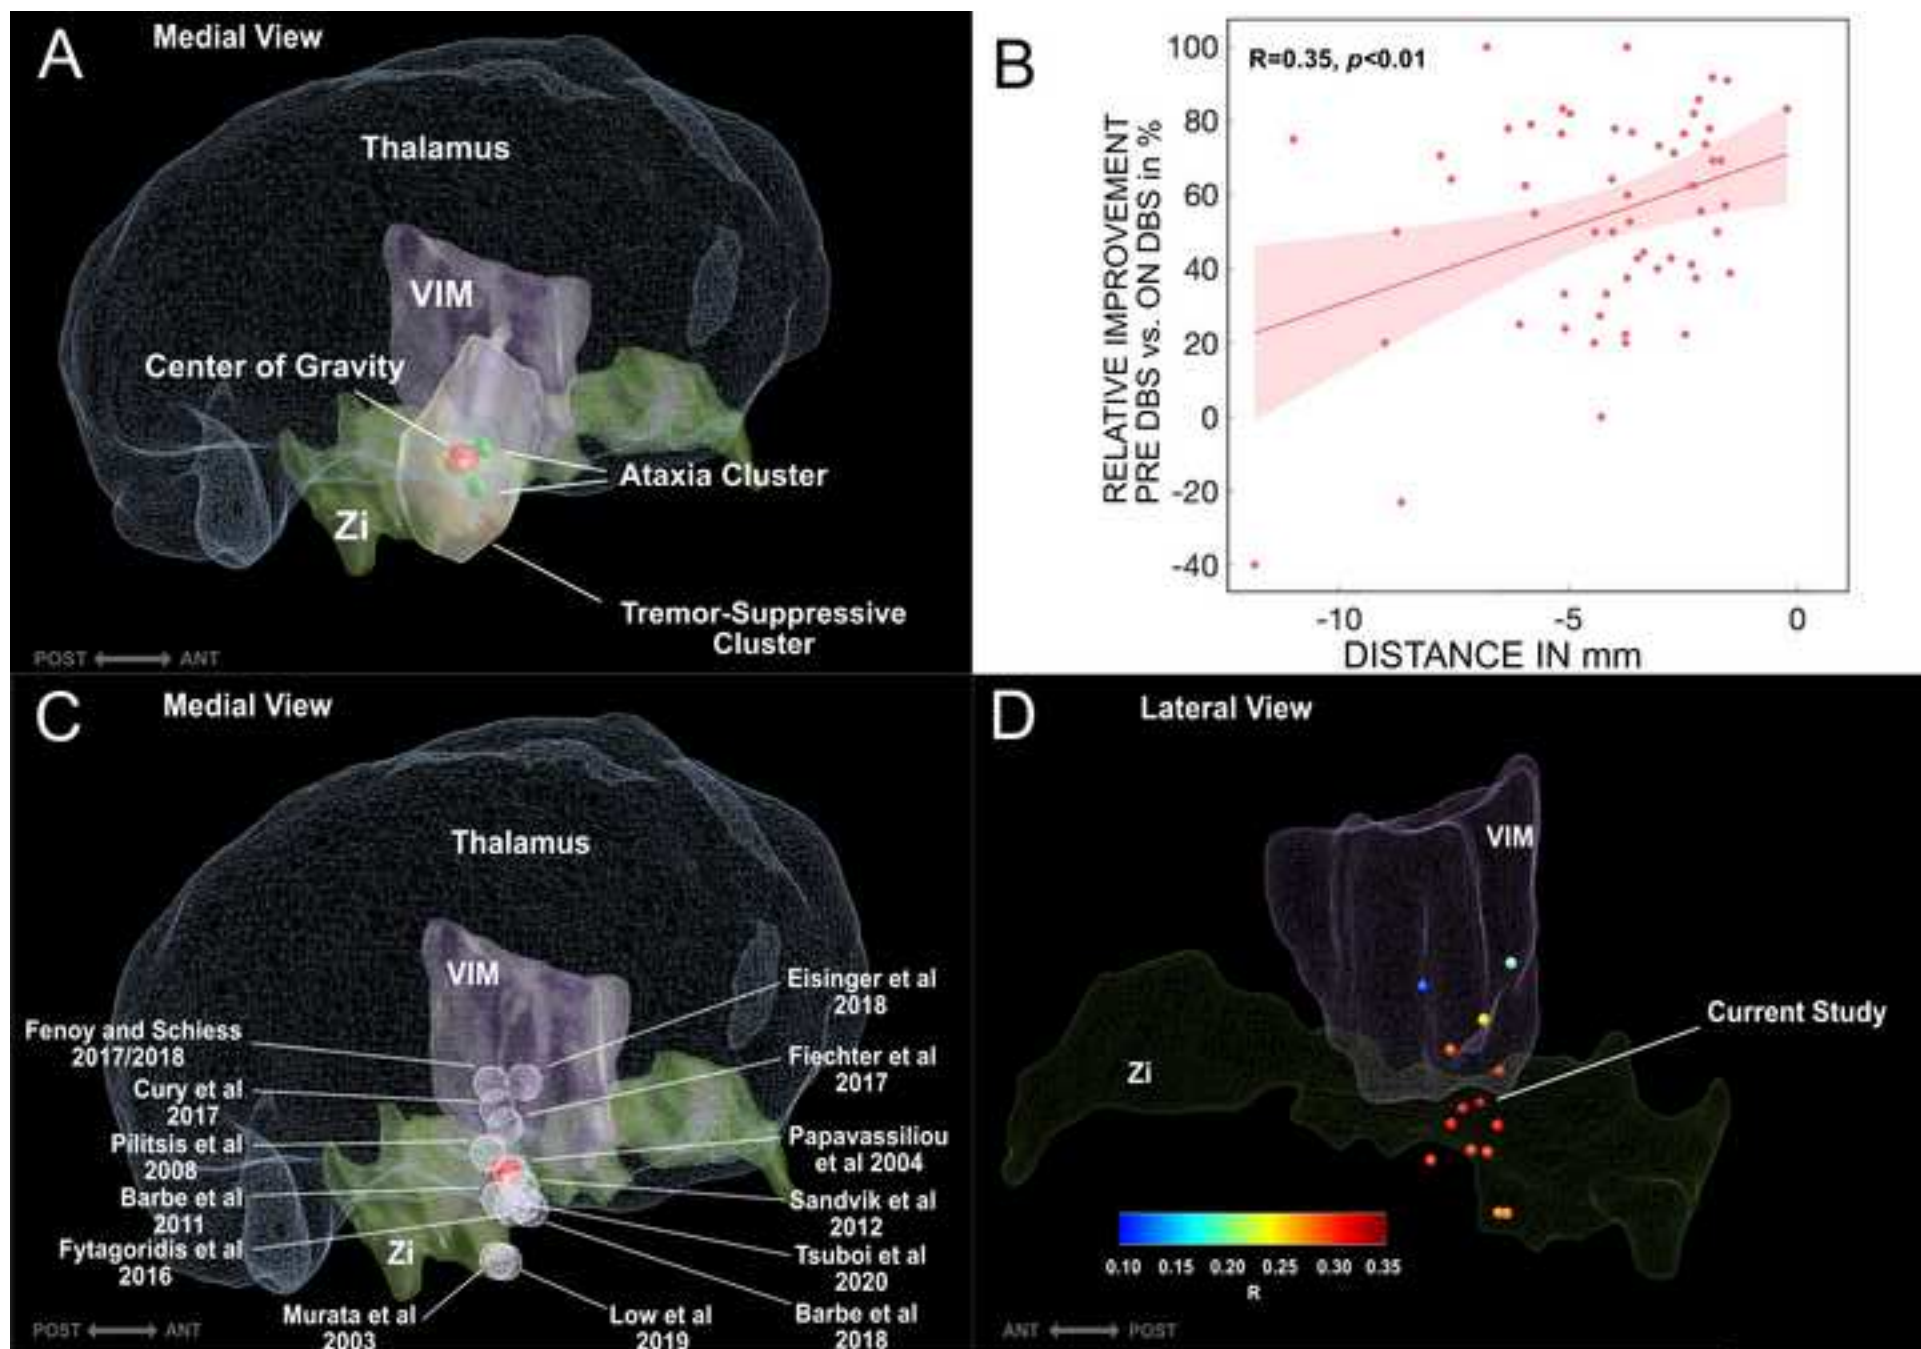 A
Medial View
Thalamus
VIM
Center of Gravity
Ataxia Cluster
Zi
Tremor-Suppressive
Cluster
POST ANT
B
R=0.35, p<0.01
RELATIVE IMPROVEMENT
PRE DBS vs. ON DBS in %
100
80
60
40
20
0
-20
-40
-10 -5 0
DISTANCE IN mm
C
Medial View
Thalamus
VIM
Eisinger et al
2018
Fenoy and Schiess
2017/2018
Fiechter et al
2017
Cury et al
2017
Pilitsis et al
2008
Papavassiliou
et al 2004
Barbe et al
2011
Sandvik et al
2012
Fytagoridis et al
2016
Zi
Tsuboi et al
2020
Murata et al
2003
Low et al
2019
Barbe et al
2018
POST ANT
D
Lateral View
VIM
Current Study
Zi
0.10 0.15 0.20 0.25 0.30 0.35
R
ANT POST